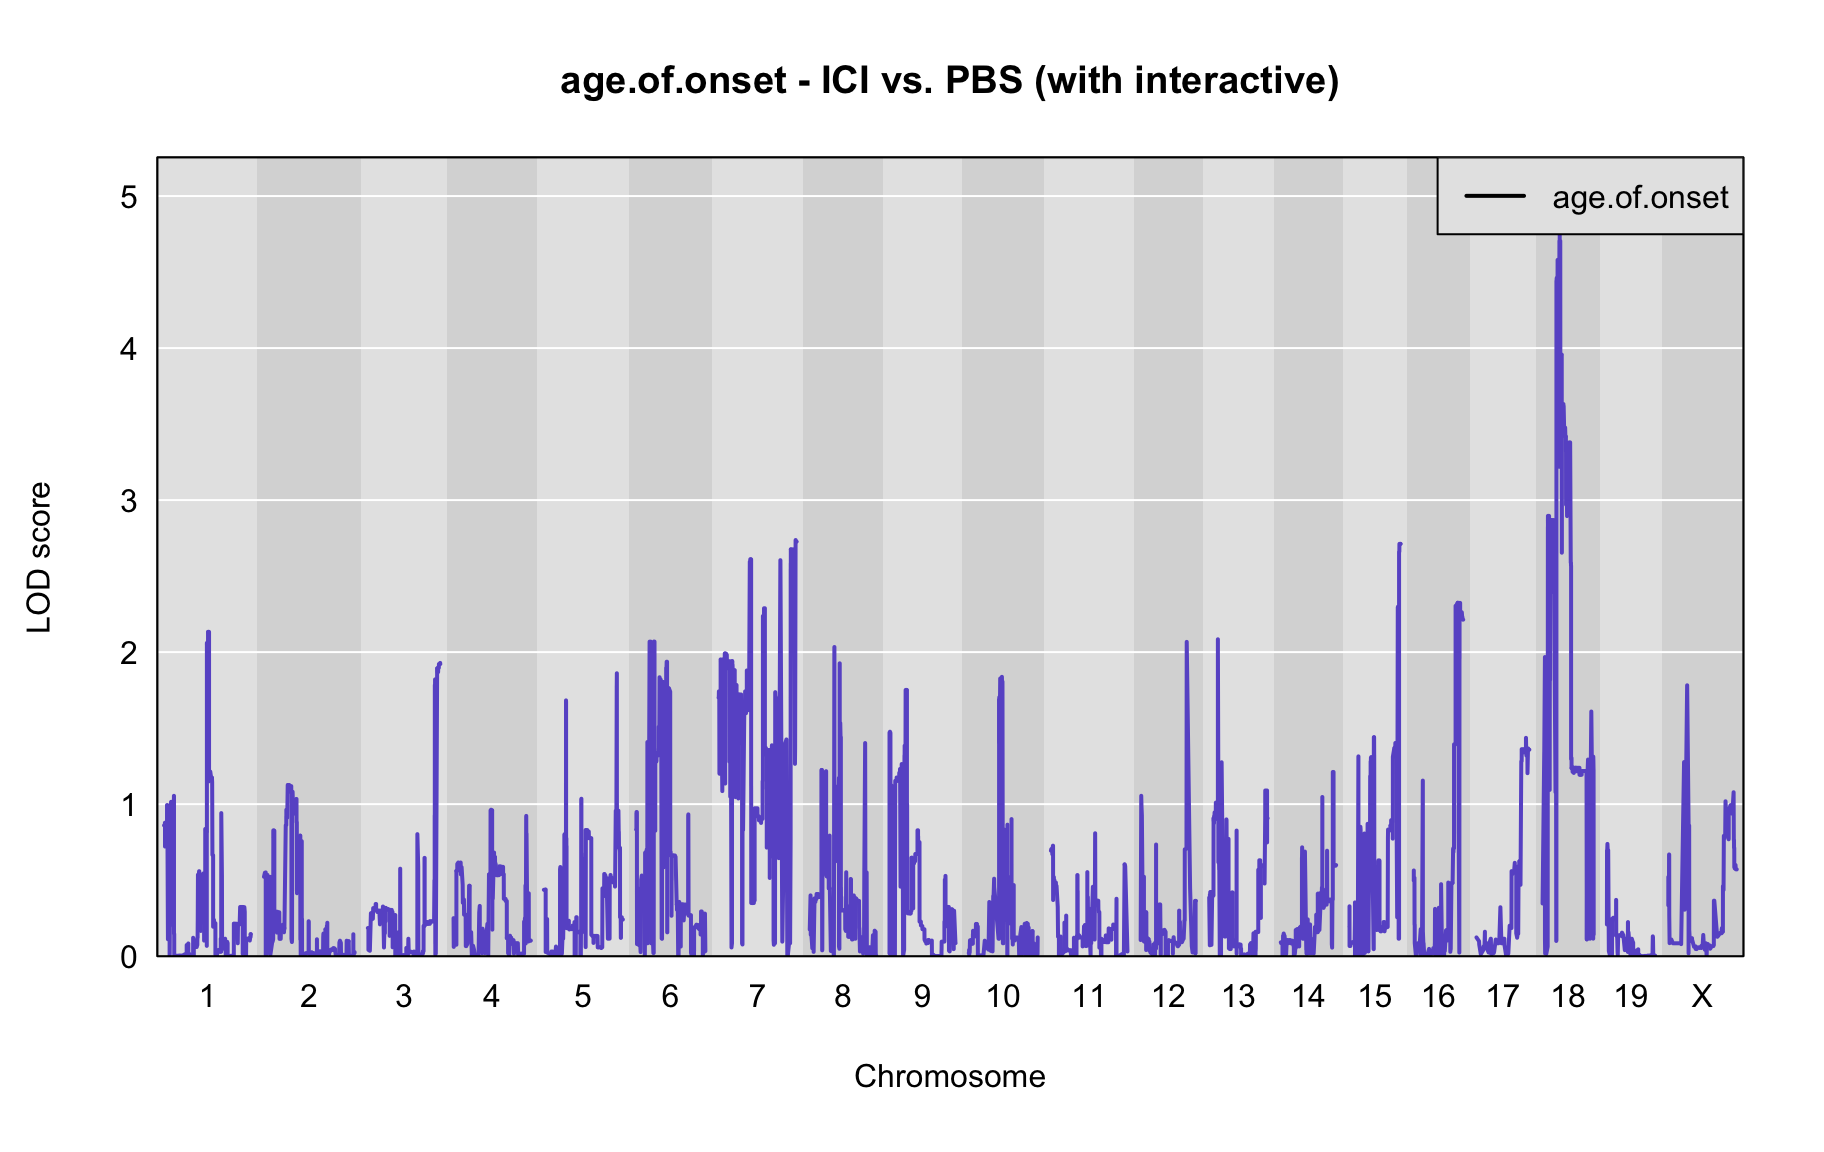 age.of.onset - ICI vs. PBS (with interactive)
age.of.onset
5
4
3
2
1
0
LOD score
1 2 3 4 5 6 7 8 9 10 11 12 13 14 15 16 17 18 19 X
Chromosome